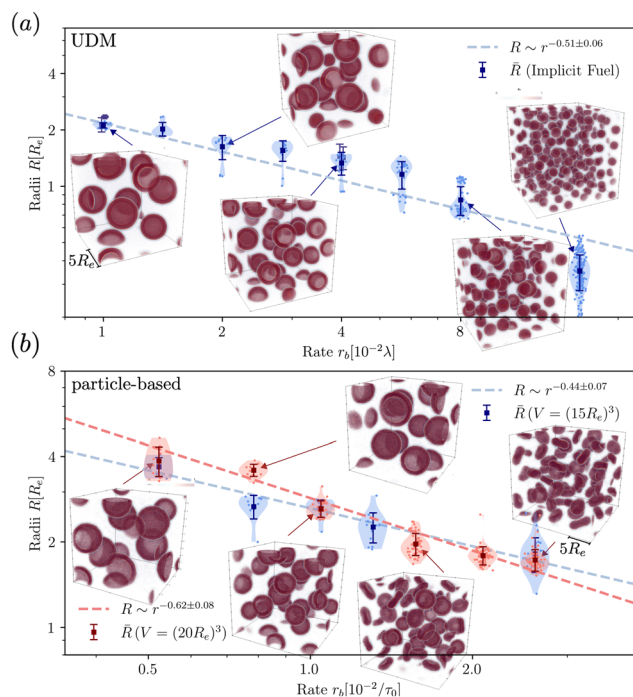 (a)
UDM
R ∼ r^{−0.51±0.06}
R̄ (Implicit Fuel)
4
2
1
Radii R[R_e]
5R_e
1
2
4
8
Rate r_b[10^{−2}λ]
(b)
particle-based
R ∼ r^{−0.44±0.07}
R̄ (V = (15R_e)^3)
8
4
2
1
Radii R[R_e]
5R_e
R ∼ r^{−0.62±0.08}
R̄ (V = (20R_e)^3)
0.5
1.0
2.0
Rate r_b[10^{−2}/τ_0]